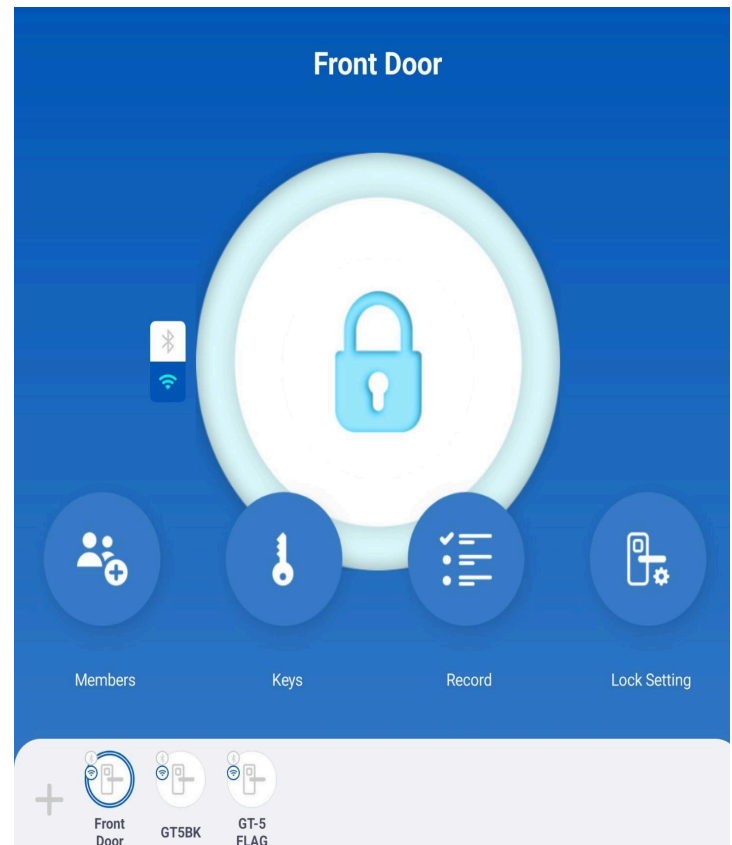 Front Door
Members
Keys
Record
Lock Setting
Front
Door
GT5BK
GT-5
FLAG